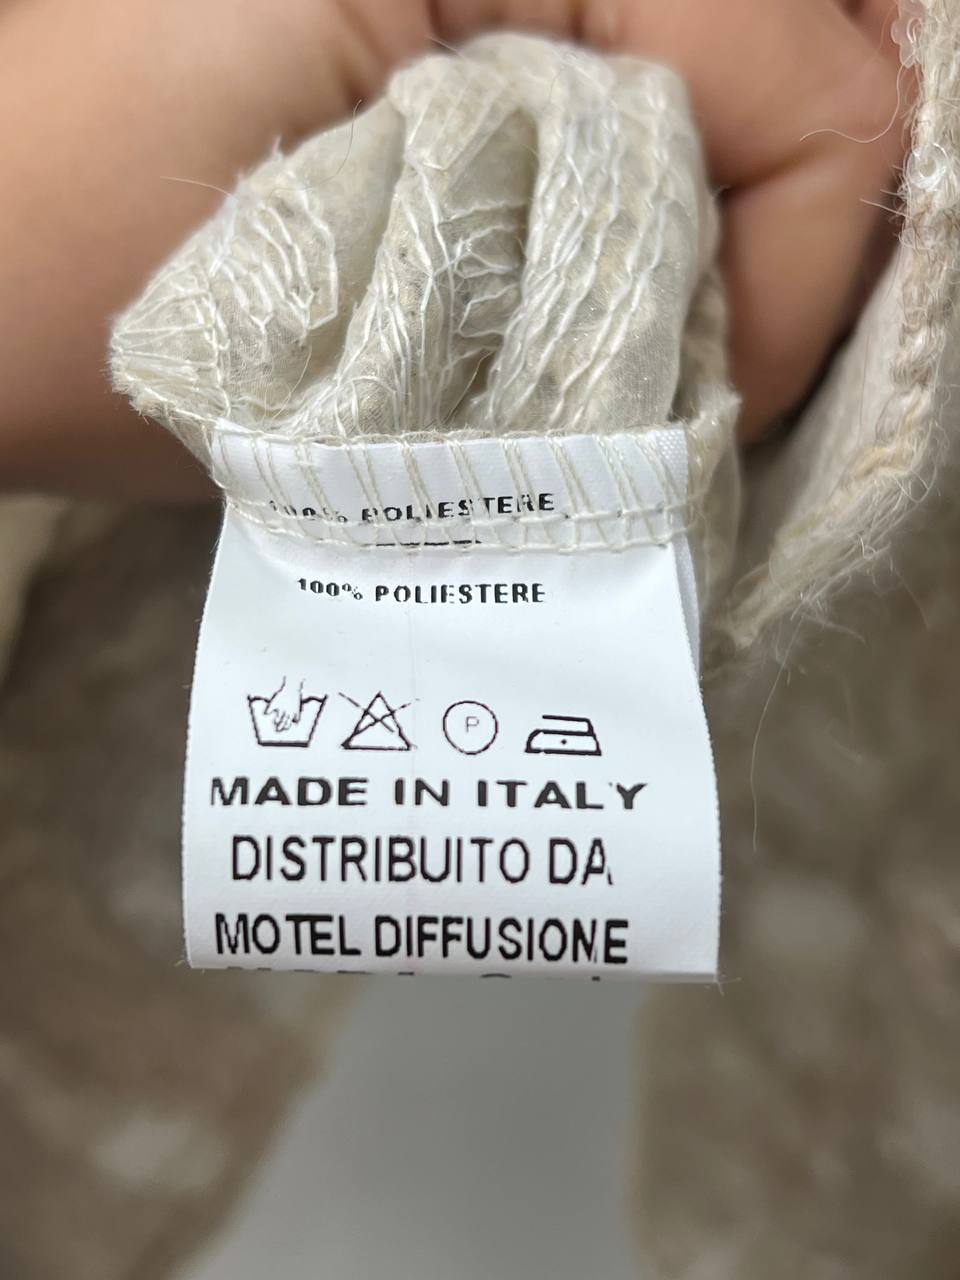 100% POLIESTERE
100% POLIESTERE
P
MADE IN ITALY
DISTRIBUITO DA
MOTEL DIFFUSIONE